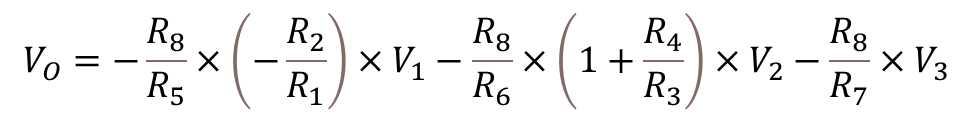 V_O = − R_8/R_5 × (− R_2/R_1) × V_1 − R_8/R_6 × (1 + R_4/R_3) × V_2 − R_8/R_7 × V_3